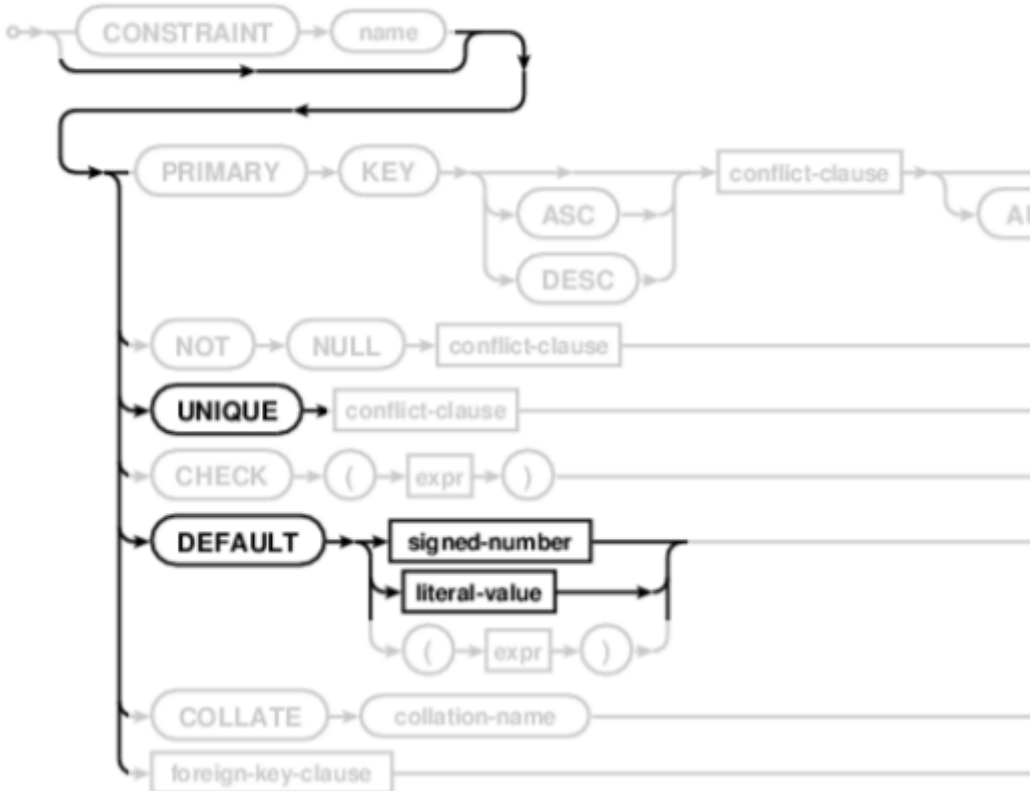 CONSTRAINT name
PRIMARY KEY conflict-clause
ASC AU
DESC
NOT NULL conflict-clause
UNIQUE conflict-clause
CHECK ( expr )
DEFAULT signed-number
literal-value
( expr )
COLLATE collation-name
foreign-key-clause